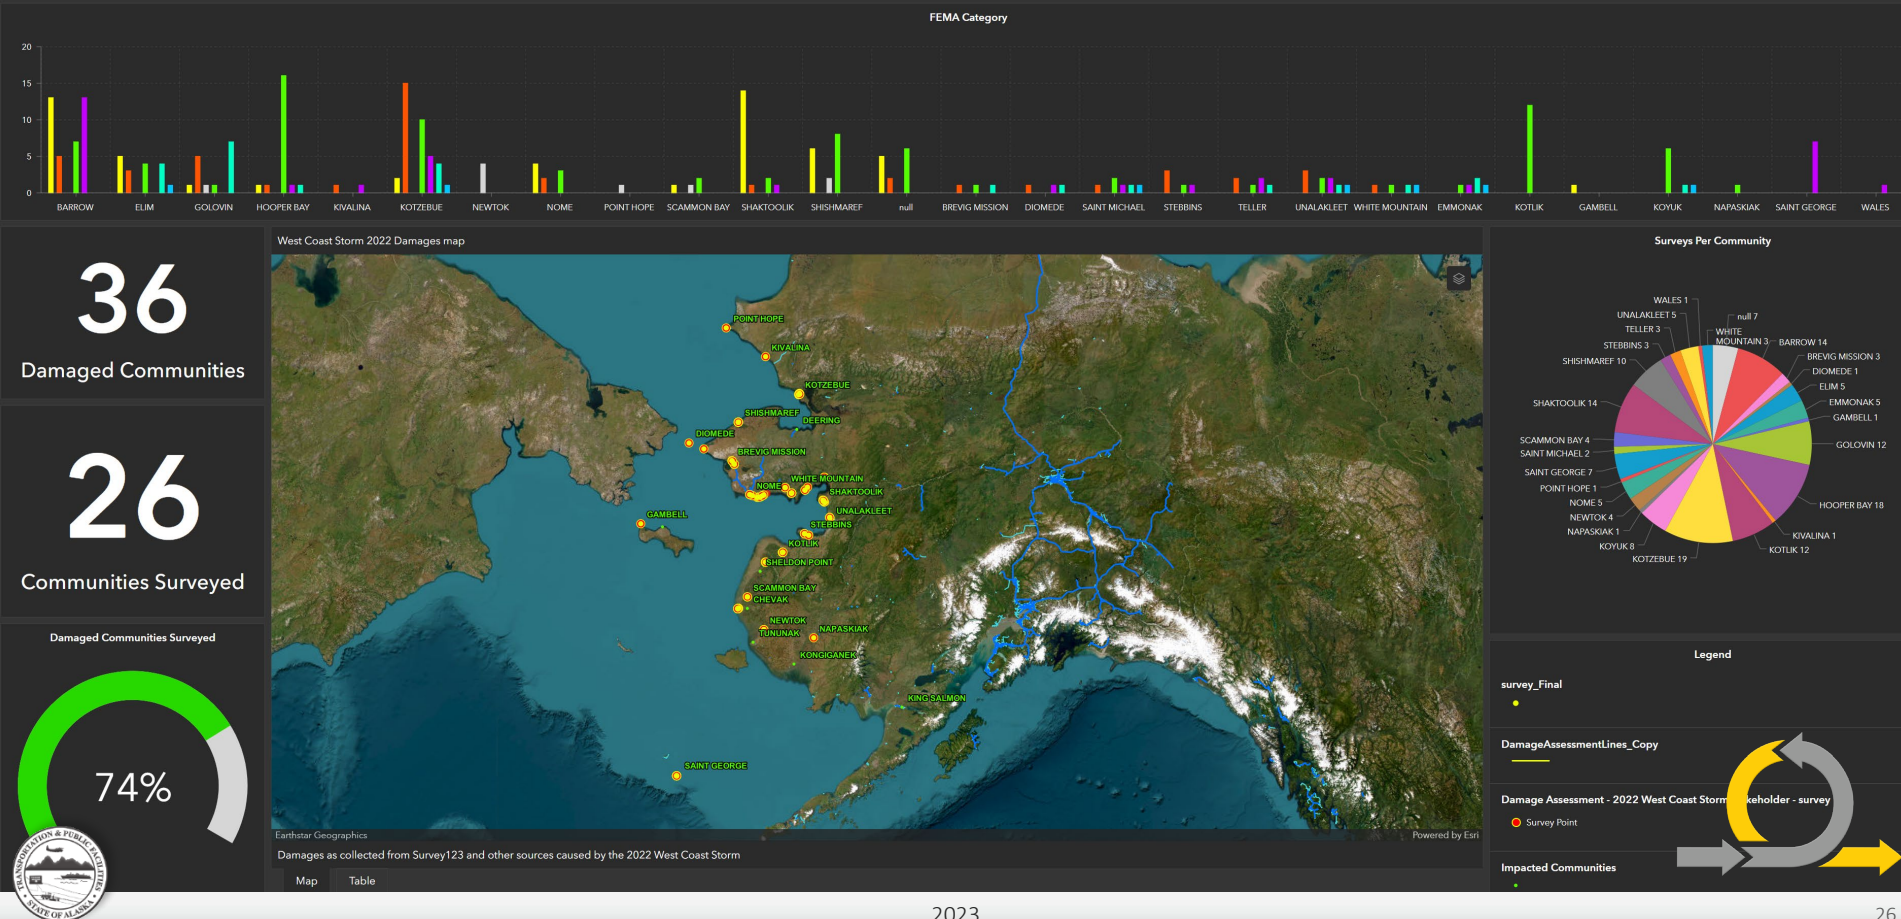 FEMA Category
20
15
10
5
0
BARROW
ELIM
GOLOVIN
HOOPER BAY
KIVALINA
KOTZEBUE
NEWTOK
NOME
POINT HOPE
SCAMMON BAY
SHAKTOOLIK
SHISHMAREF
null
BREVIG MISSION
DIOMEDE
SAINT MICHAEL
STEBBINS
TELLER
UNALAKLEET
WHITE MOUNTAIN
EMMONAK
KOTLIK
GAMBELL
KOYUK
NAPASKIAK
SAINT GEORGE
WALES
36
Damaged Communities
26
Communities Surveyed
Damaged Communities Surveyed
74%
TRANSPORTATION & PUBLIC FACILITIES
STATE OF ALASKA
West Coast Storm 2022 Damages map
POINT HOPE
KIVALINA
KOTZEBUE
SHISHMAREF
DEERING
DIOMEDE
BREVIG MISSION
WHITE MOUNTAIN
NOME
SHAKTOOLIK
UNALAKLEET
GAMBELL
STEBBINS
KOTLIK
SHELDON POINT
SCAMMON BAY
CHEVAK
NEWTOK
NAPASKIAK
TUNUNAK
KONGIGANEK
KING SALMON
SAINT GEORGE
Earthstar Geographics
Powered by Esri
Damages as collected from Survey123 and other sources caused by the 2022 West Coast Storm
Map
Table
Surveys Per Community
WALES 1
UNALAKLEET 5
TELLER 3
STEBBINS 3
SHISHMAREF 10
SHAKTOOLIK 14
SCAMMON BAY 4
SAINT MICHAEL 2
SAINT GEORGE 7
POINT HOPE 1
NOME 5
NEWTOK 4
NAPASKIAK 1
KOYUK 8
KOTZEBUE 19
null 7
WHITE
MOUNTAIN 3
BARROW 14
BREVIG MISSION 3
DIOMEDE 1
ELIM 5
EMMONAK 5
GAMBELL 1
GOLOVIN 12
HOOPER BAY 18
KIVALINA 1
KOTLIK 12
Legend
survey_Final
DamageAssessmentLines_Copy
Damage Assessment - 2022 West Coast Storm keholder - survey
Survey Point
Impacted Communities
2023
26